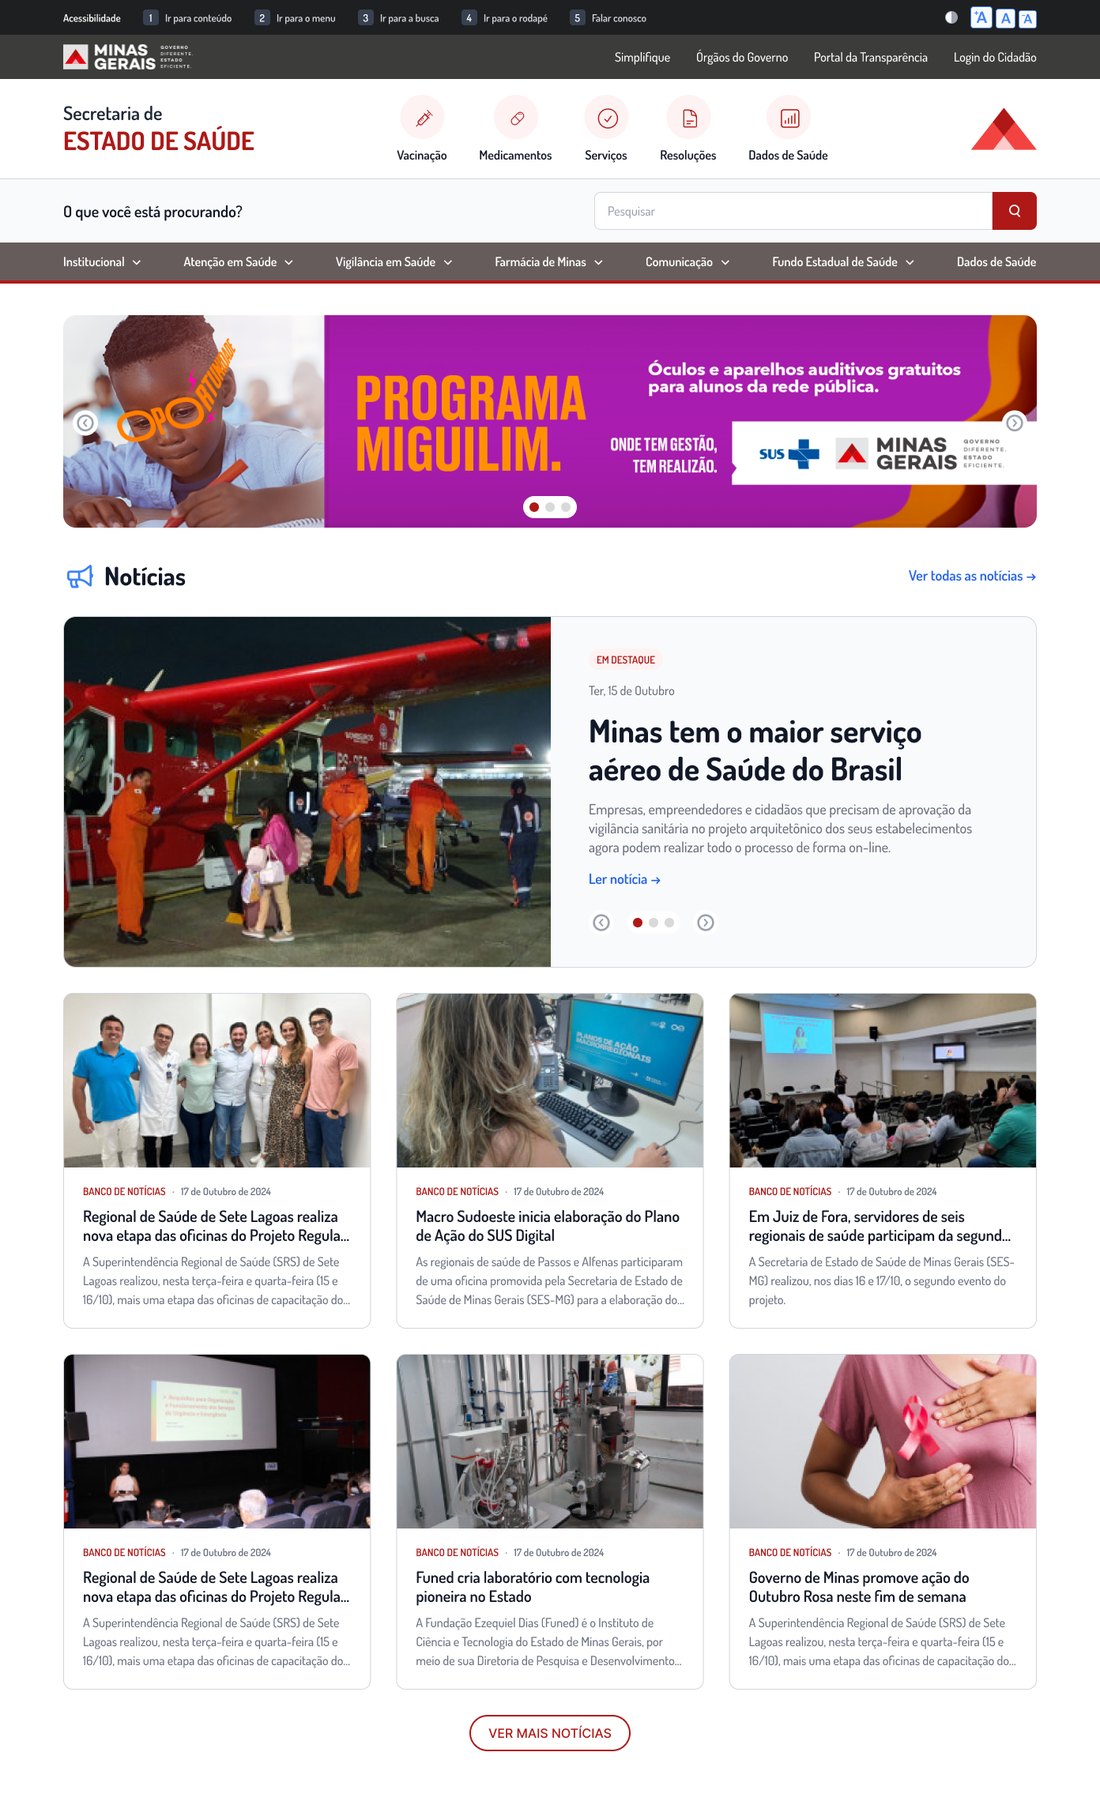 Acessibilidade 1 Ir para conteúdo 2 Ir para o menu 3 Ir para a busca 4 Ir para o rodapé 5 Falar conosco +A A -A
MINAS GERAIS GOVERNO DIFERENTE. ESTADO EFICIENTE.
Simplifique Órgãos do Governo Portal da Transparência Login do Cidadão
Secretaria de
ESTADO DE SAÚDE
Vacinação Medicamentos Serviços Resoluções Dados de Saúde
O que você está procurando? Pesquisar
Institucional Atenção em Saúde Vigilância em Saúde Farmácia de Minas Comunicação Fundo Estadual de Saúde Dados de Saúde
OPORTUNIDADE
PROGRAMA
MIGUILIM.
Óculos e aparelhos auditivos gratuitos
para alunos da rede pública.
ONDE TEM GESTÃO,
TEM REALIZÃO.
SUS
MINAS
GERAIS
GOVERNO
DIFERENTE.
ESTADO
EFICIENTE.
Notícias
Ver todas as notícias →
EM DESTAQUE
Ter, 15 de Outubro
Minas tem o maior serviço
aéreo de Saúde do Brasil
Empresas, empreendedores e cidadãos que precisam de aprovação da
vigilância sanitária no projeto arquitetônico dos seus estabelecimentos
agora podem realizar todo o processo de forma on-line.
Ler notícia →
PLANOS DE AÇÃO
MACRORREGIONAIS
BANCO DE NOTÍCIAS · 17 de Outubro de 2024
Regional de Saúde de Sete Lagoas realiza
nova etapa das oficinas do Projeto Regula...
A Superintendência Regional de Saúde (SRS) de Sete
Lagoas realizou, nesta terça-feira e quarta-feira (15 e
16/10), mais uma etapa das oficinas de capacitação do...
BANCO DE NOTÍCIAS · 17 de Outubro de 2024
Macro Sudoeste inicia elaboração do Plano
de Ação do SUS Digital
As regionais de saúde de Passos e Alfenas participaram
de uma oficina promovida pela Secretaria de Estado de
Saúde de Minas Gerais (SES-MG) para a elaboração do...
BANCO DE NOTÍCIAS · 17 de Outubro de 2024
Em Juiz de Fora, servidores de seis
regionais de saúde participam da segund...
A Secretaria de Estado de Saúde de Minas Gerais (SES-
MG) realizou, nos dias 16 e 17/10, o segundo evento do
projeto.
Requisitos para Organização
e Funcionamento dos Serviços
de Urgência e Emergência
BANCO DE NOTÍCIAS · 17 de Outubro de 2024
Regional de Saúde de Sete Lagoas realiza
nova etapa das oficinas do Projeto Regula...
A Superintendência Regional de Saúde (SRS) de Sete
Lagoas realizou, nesta terça-feira e quarta-feira (15 e
16/10), mais uma etapa das oficinas de capacitação do...
BANCO DE NOTÍCIAS · 17 de Outubro de 2024
Funed cria laboratório com tecnologia
pioneira no Estado
A Fundação Ezequiel Dias (Funed) é o Instituto de
Ciência e Tecnologia do Estado de Minas Gerais, por
meio de sua Diretoria de Pesquisa e Desenvolvimento...
BANCO DE NOTÍCIAS · 17 de Outubro de 2024
Governo de Minas promove ação do
Outubro Rosa neste fim de semana
A Superintendência Regional de Saúde (SRS) de Sete
Lagoas realizou, nesta terça-feira e quarta-feira (15 e
16/10), mais uma etapa das oficinas de capacitação do...
VER MAIS NOTÍCIAS